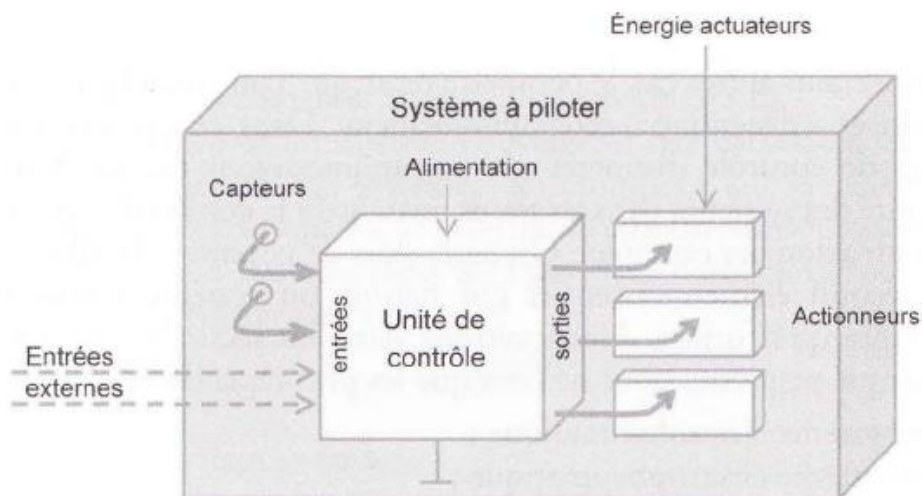 Énergie actuateurs
Système à piloter
Alimentation
Capteurs
entrées
Unité de
contrôle
sorties
Actionneurs
Entrées
externes